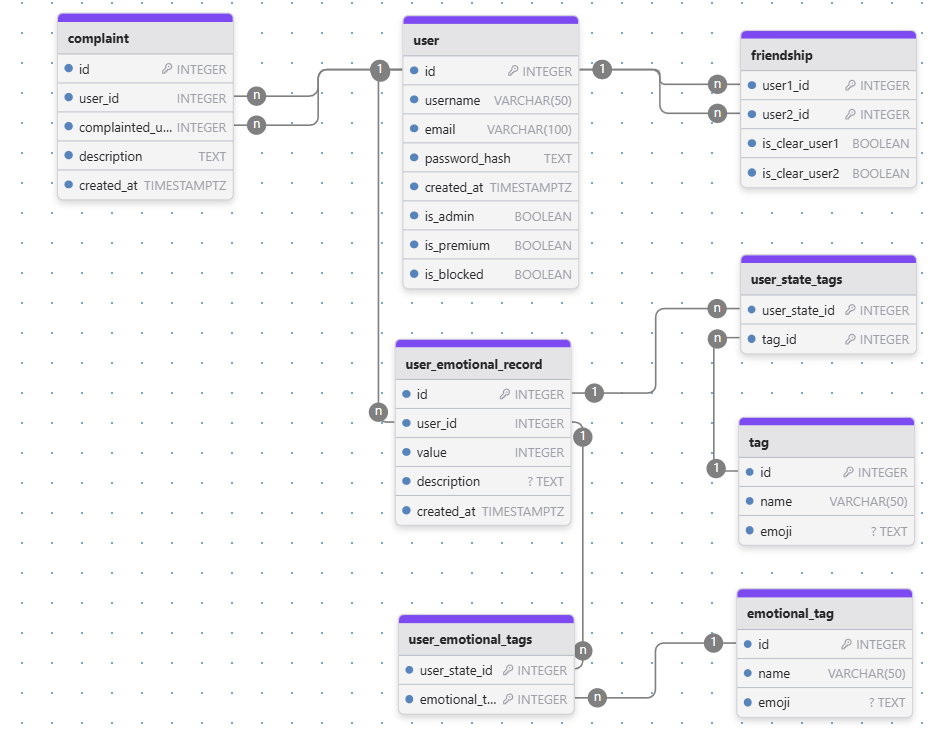 complaint
id INTEGER
user_id INTEGER
complainted_u... INTEGER
description TEXT
created_at TIMESTAMPTZ
n
n
1
user
id INTEGER
username VARCHAR(50)
email VARCHAR(100)
password_hash TEXT
created_at TIMESTAMPTZ
is_admin BOOLEAN
is_premium BOOLEAN
is_blocked BOOLEAN
1
n
n
friendship
user1_id INTEGER
user2_id INTEGER
is_clear_user1 BOOLEAN
is_clear_user2 BOOLEAN
user_emotional_record
id INTEGER
user_id INTEGER
value INTEGER
description ? TEXT
created_at TIMESTAMPTZ
n
1
1
n
user_state_tags
user_state_id INTEGER
tag_id INTEGER
n
1
tag
id INTEGER
name VARCHAR(50)
emoji ? TEXT
user_emotional_tags
user_state_id INTEGER
emotional_t... INTEGER
n
n
1
emotional_tag
id INTEGER
name VARCHAR(50)
emoji ? TEXT